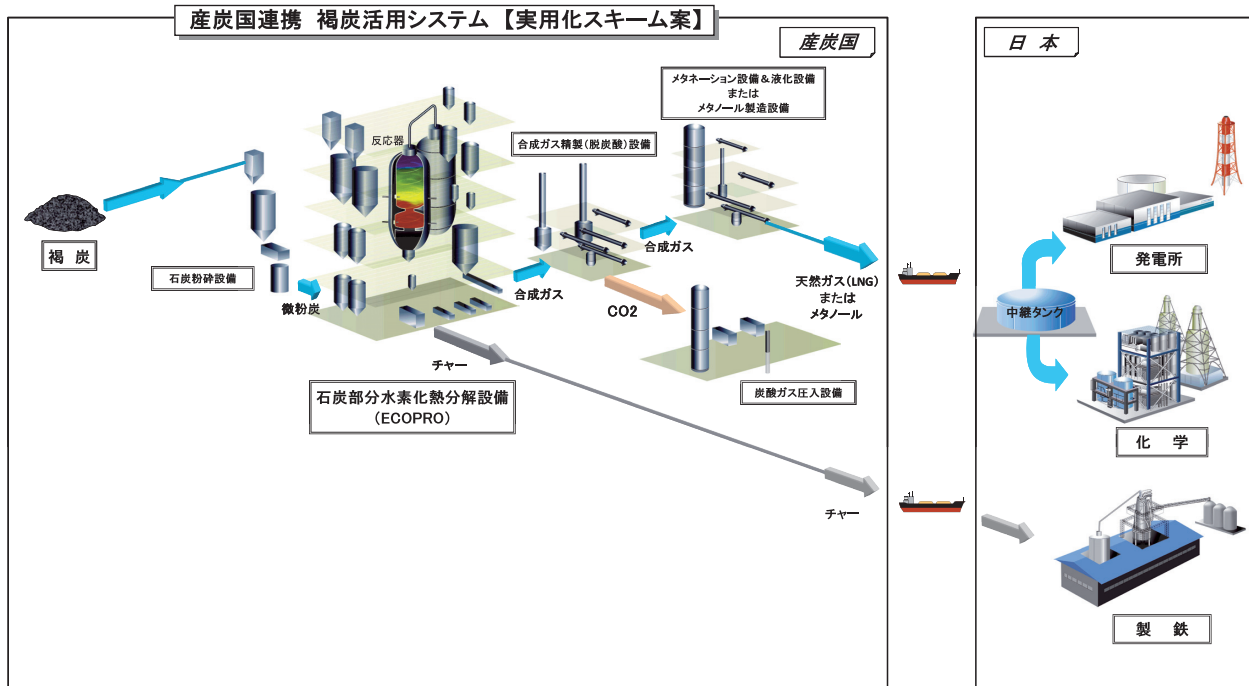 産炭国連携 褐炭活用システム 【実用化スキーム案】
産炭国
日 本
メタネーション設備&液化設備
または
メタノール製造設備
反応器
合成ガス精製(脱炭酸)設備
褐 炭
石炭粉砕設備
微粉炭
合成ガス
合成ガス
CO2
天然ガス(LNG)
または
メタノール
発電所
中継タンク
チャー
石炭部分水素化熱分解設備
(ECOPRO)
炭酸ガス圧入設備
化 学
チャー
製 鉄